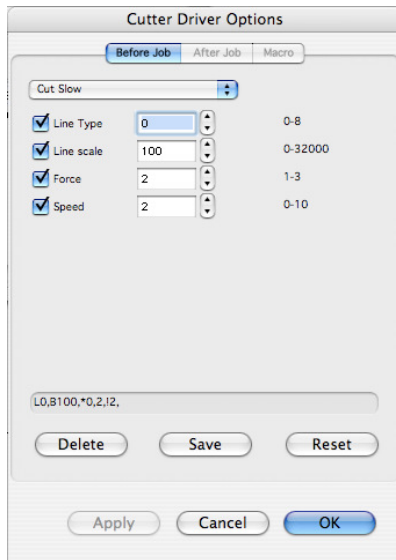 Cutter Driver Options
Before Job After Job Macro
Cut Slow
Line Type 0 0-8
Line scale 100 0-32000
Force 2 1-3
Speed 2 0-10
L0,B100,*0,2,!2,
Delete Save Reset
Apply Cancel OK